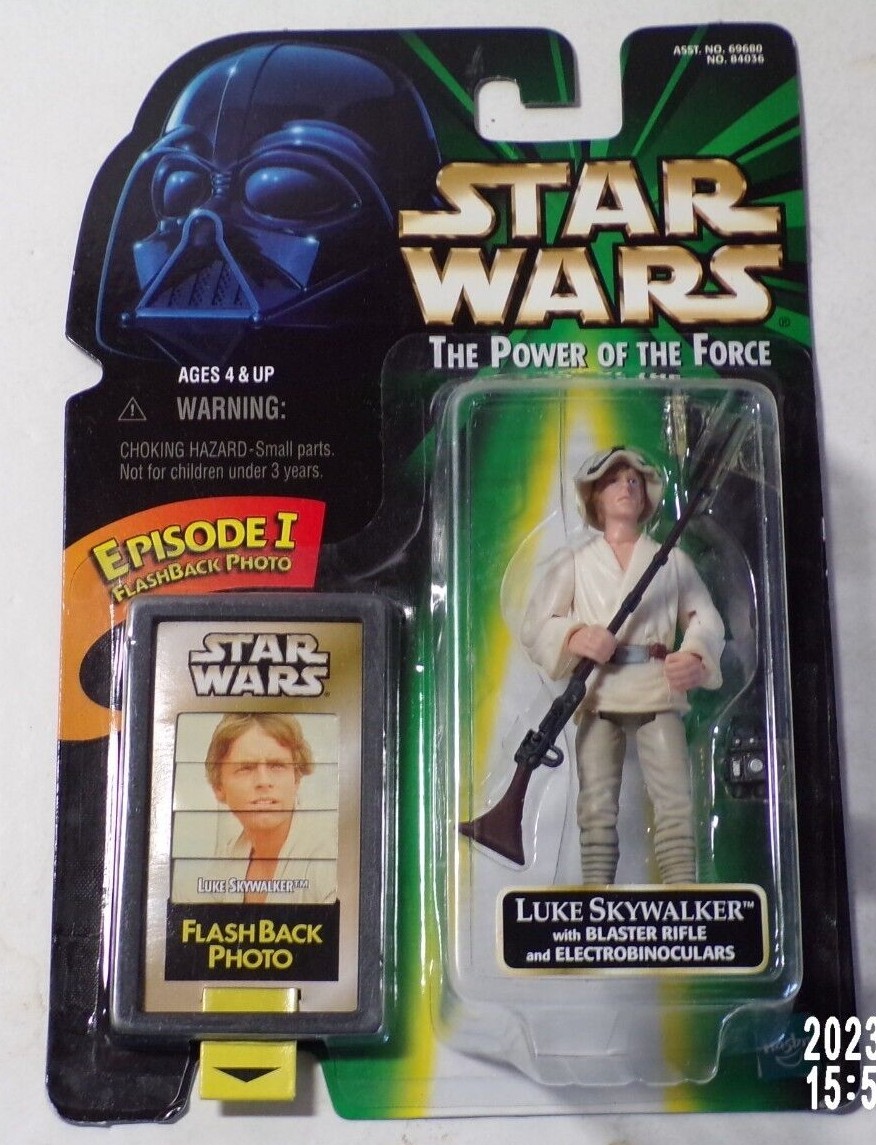 ASST. NO. 69680
NO. 84036
STAR
WARS®
THE POWER OF THE FORCE
AGES 4 & UP
⚠ WARNING:
CHOKING HAZARD-Small parts.
Not for children under 3 years.
EPISODE I
FLASHBACK PHOTO
STAR
WARS
LUKE SKYWALKER™
FLASHBACK
PHOTO
LUKE SKYWALKER™
with BLASTER RIFLE
and ELECTROBINOCULARS
Hasbro
2023
15:5